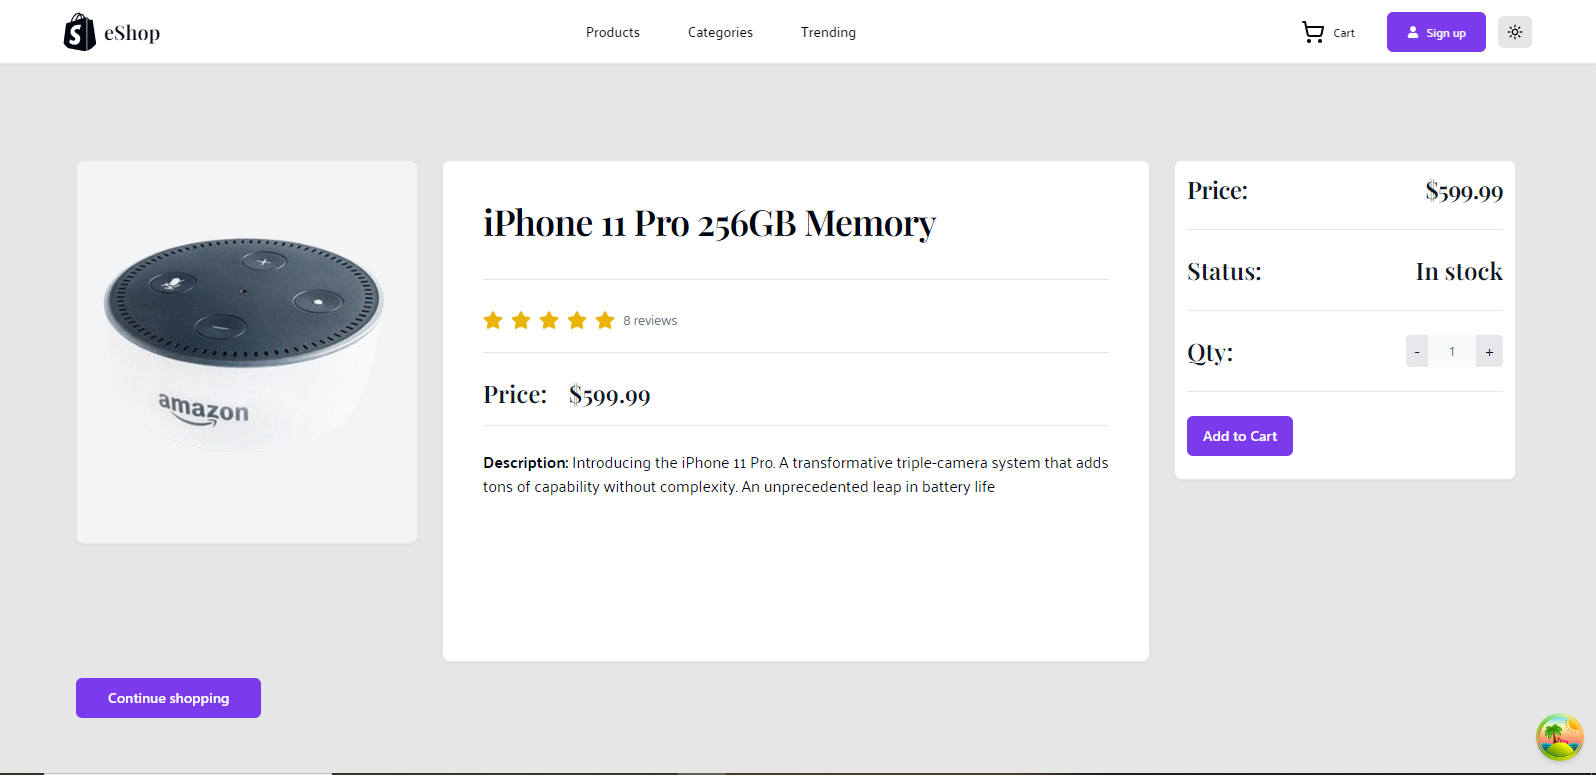 eShop
Products
Categories
Trending
Cart
Sign up
amazon
iPhone 11 Pro 256GB Memory
8 reviews
Price: $599.99
Description: Introducing the iPhone 11 Pro. A transformative triple-camera system that adds
tons of capability without complexity. An unprecedented leap in battery life
Price: $599.99
Status: In stock
Qty: - 1 +
Add to Cart
Continue shopping